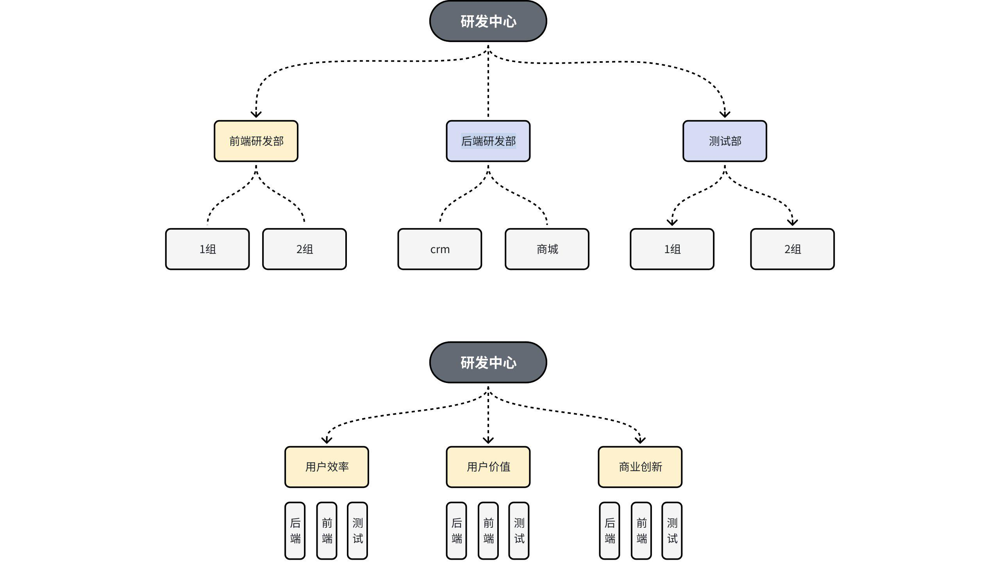 研发中心
前端研发部
后端研发部
测试部
1组
2组
crm
商城
1组
2组
研发中心
用户效率
用户价值
商业创新
后
端
前
端
测
试
后
端
前
端
测
试
后
端
前
端
测
试